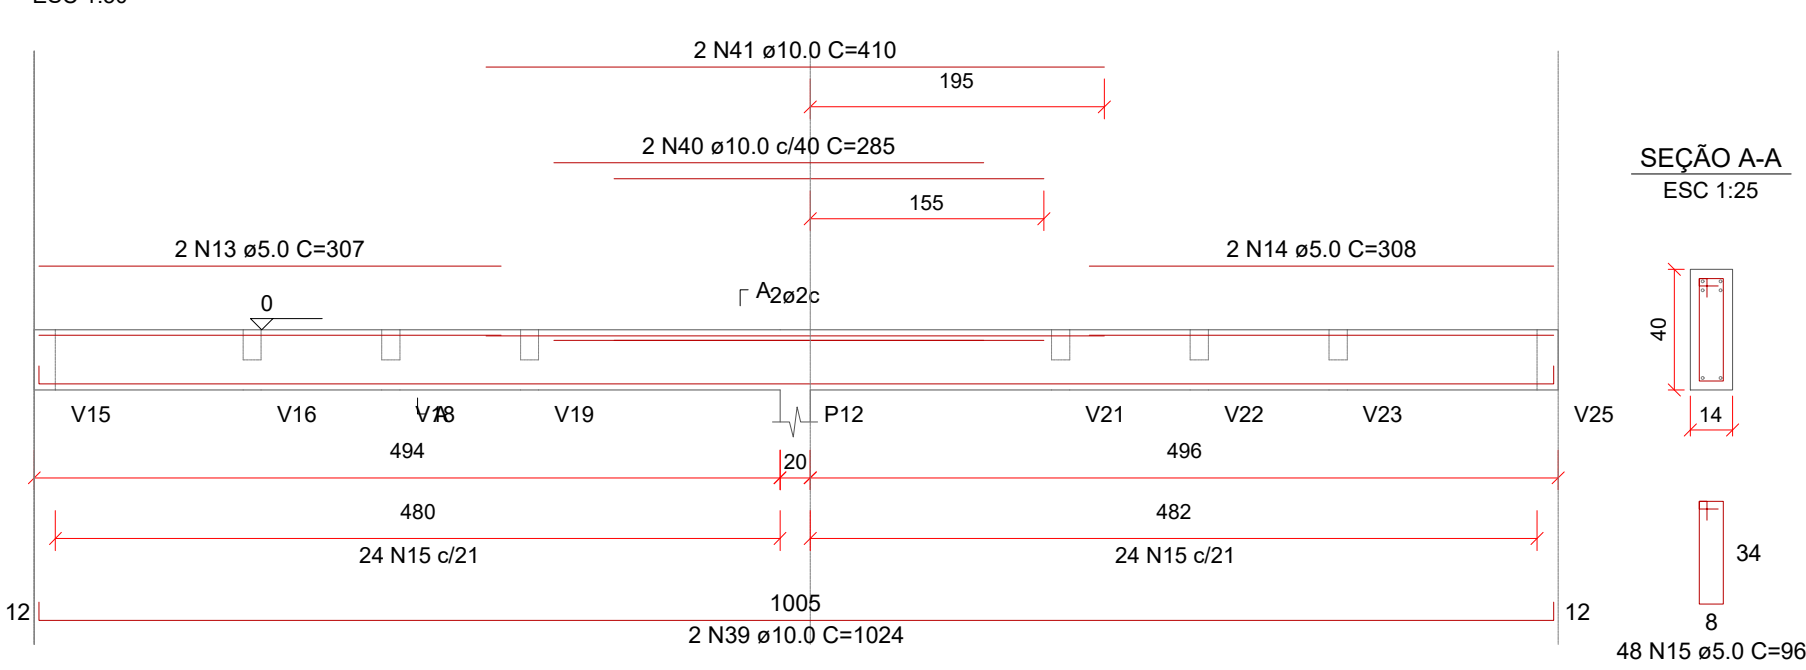 2 N41 ø10.0 C=410
195
2 N40 ø10.0 c/40 C=285
155
2 N13 ø5.0 C=307
2 N14 ø5.0 C=308
SEÇÃO A-A
ESC 1:25
0
A
2ø2c
40
14
V15
V16
V18
A
V19
P12
V21
V22
V23
V25
494
20
496
480
482
24 N15 c/21
24 N15 c/21
34
8
48 N15 ø5.0 C=96
12
1005
12
2 N39 ø10.0 C=1024